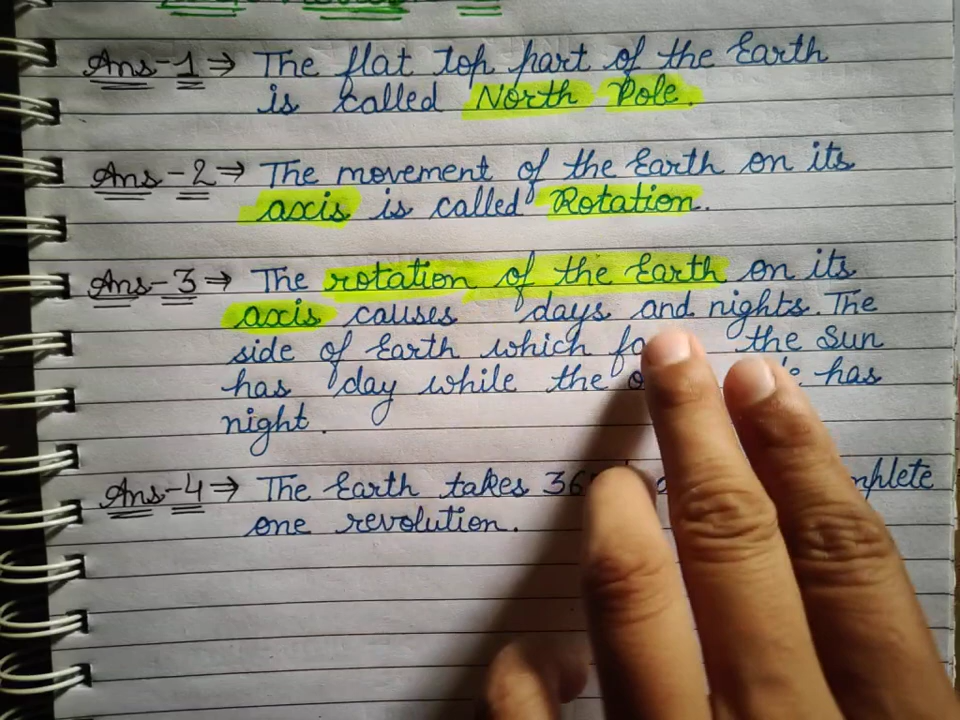 Ans-1⇒ The flat top part of the Earth
is called North Pole.
Ans-2⇒ The movement of the Earth on its
axis is called Rotation.
Ans-3⇒ The rotation of the Earth on its
axis causes days and nights. The
side of Earth which the Sun
has day while the has
night.
Ans-4⇒ The Earth takes
one revolution.